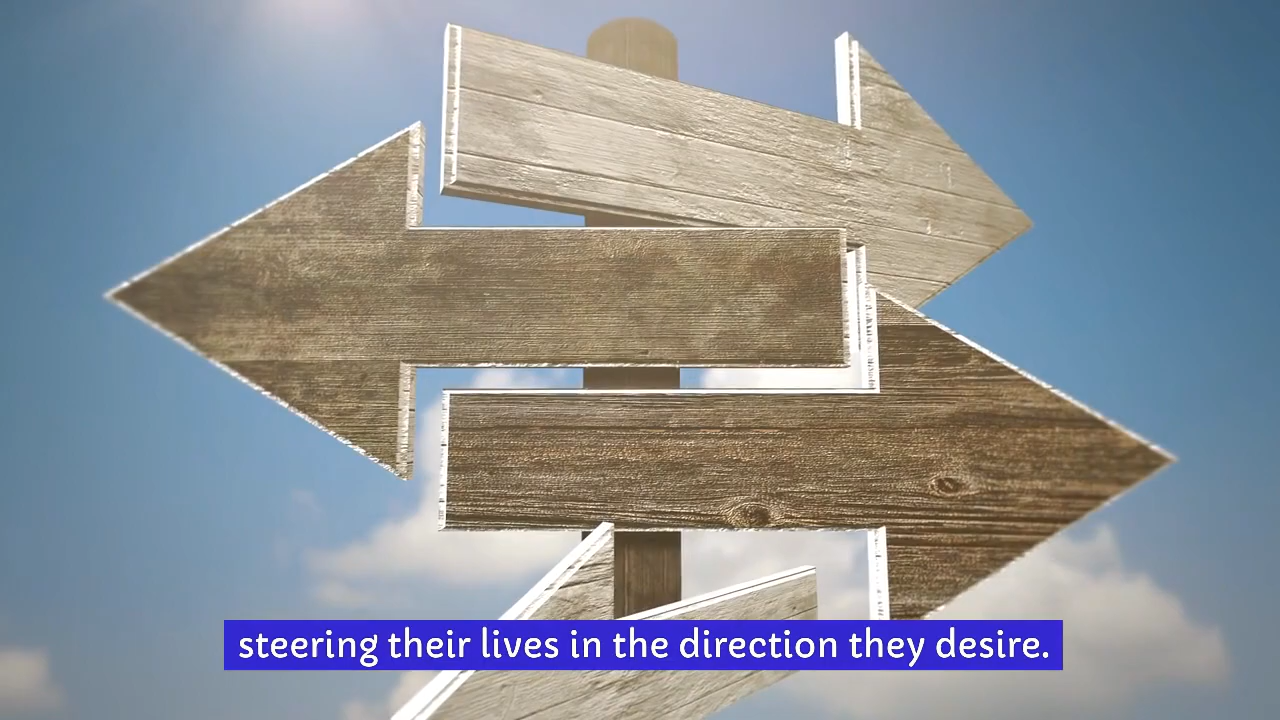 steering their lives in the direction they desire.